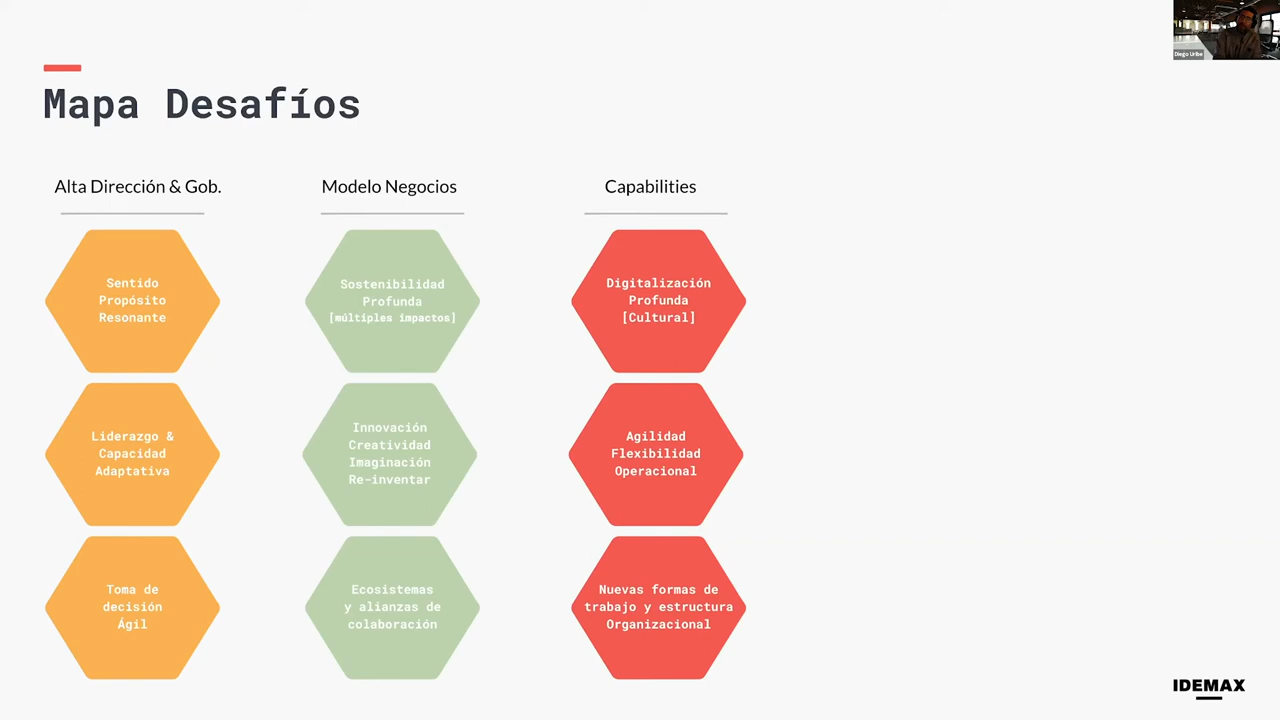 Diego Uribe
Mapa Desafíos
Alta Dirección & Gob.
Sentido
Propósito
Resonante
Liderazgo &
Capacidad
Adaptativa
Toma de
decisión
Ágil
Modelo Negocios
Sostenibilidad
Profunda
[múltiples impactos]
Innovación
Creatividad
Imaginación
Re-inventar
Ecosistemas
y alianzas de
colaboración
Capabilities
Digitalización
Profunda
[Cultural]
Agilidad
Flexibilidad
Operacional
Nuevas formas de
trabajo y estructura
Organizacional
IDEMAX